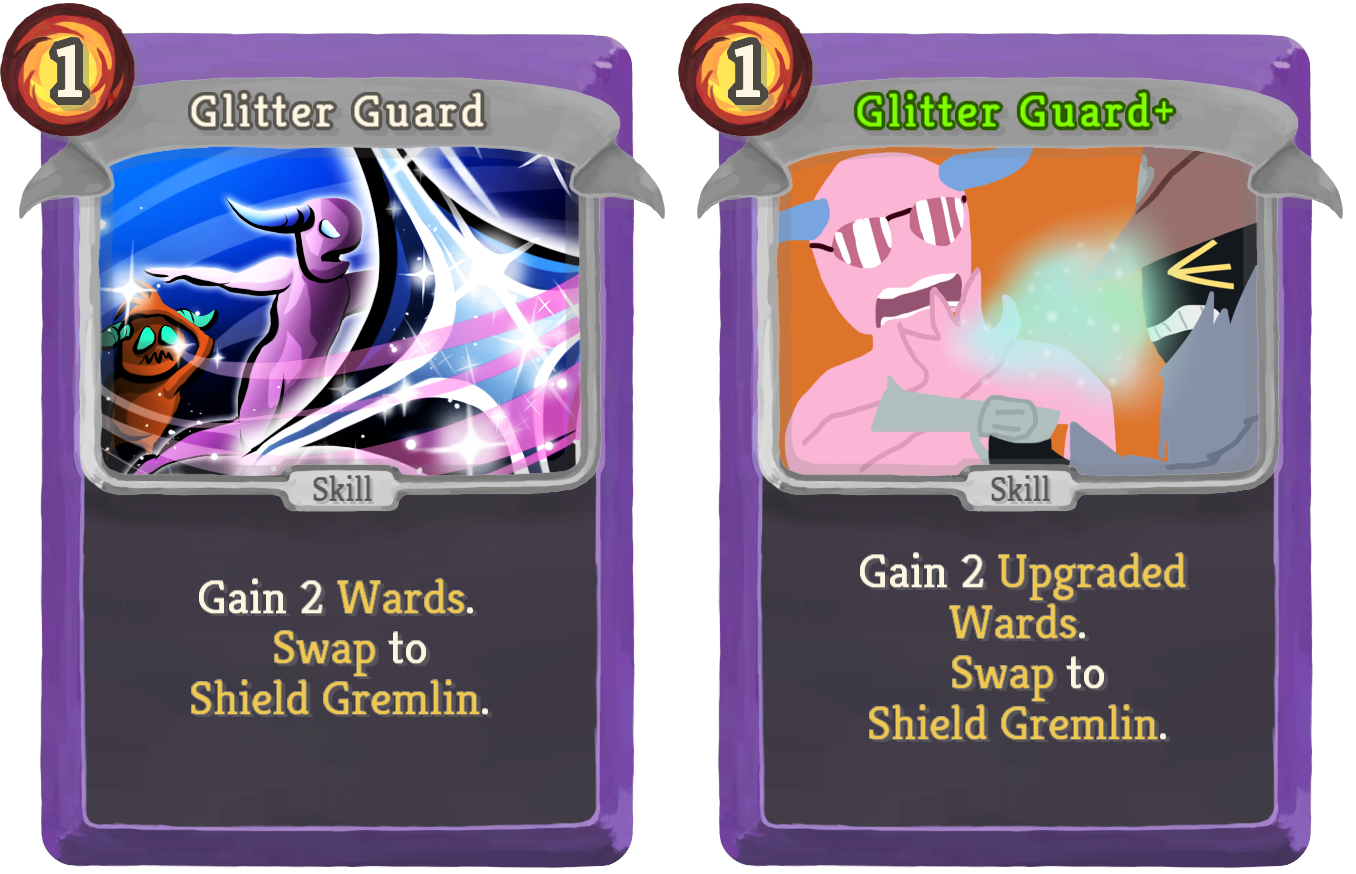 1
Glitter Guard
Skill
Gain 2 Wards.
Swap to
Shield Gremlin.
1
Glitter Guard+
Skill
Gain 2 Upgraded
Wards.
Swap to
Shield Gremlin.